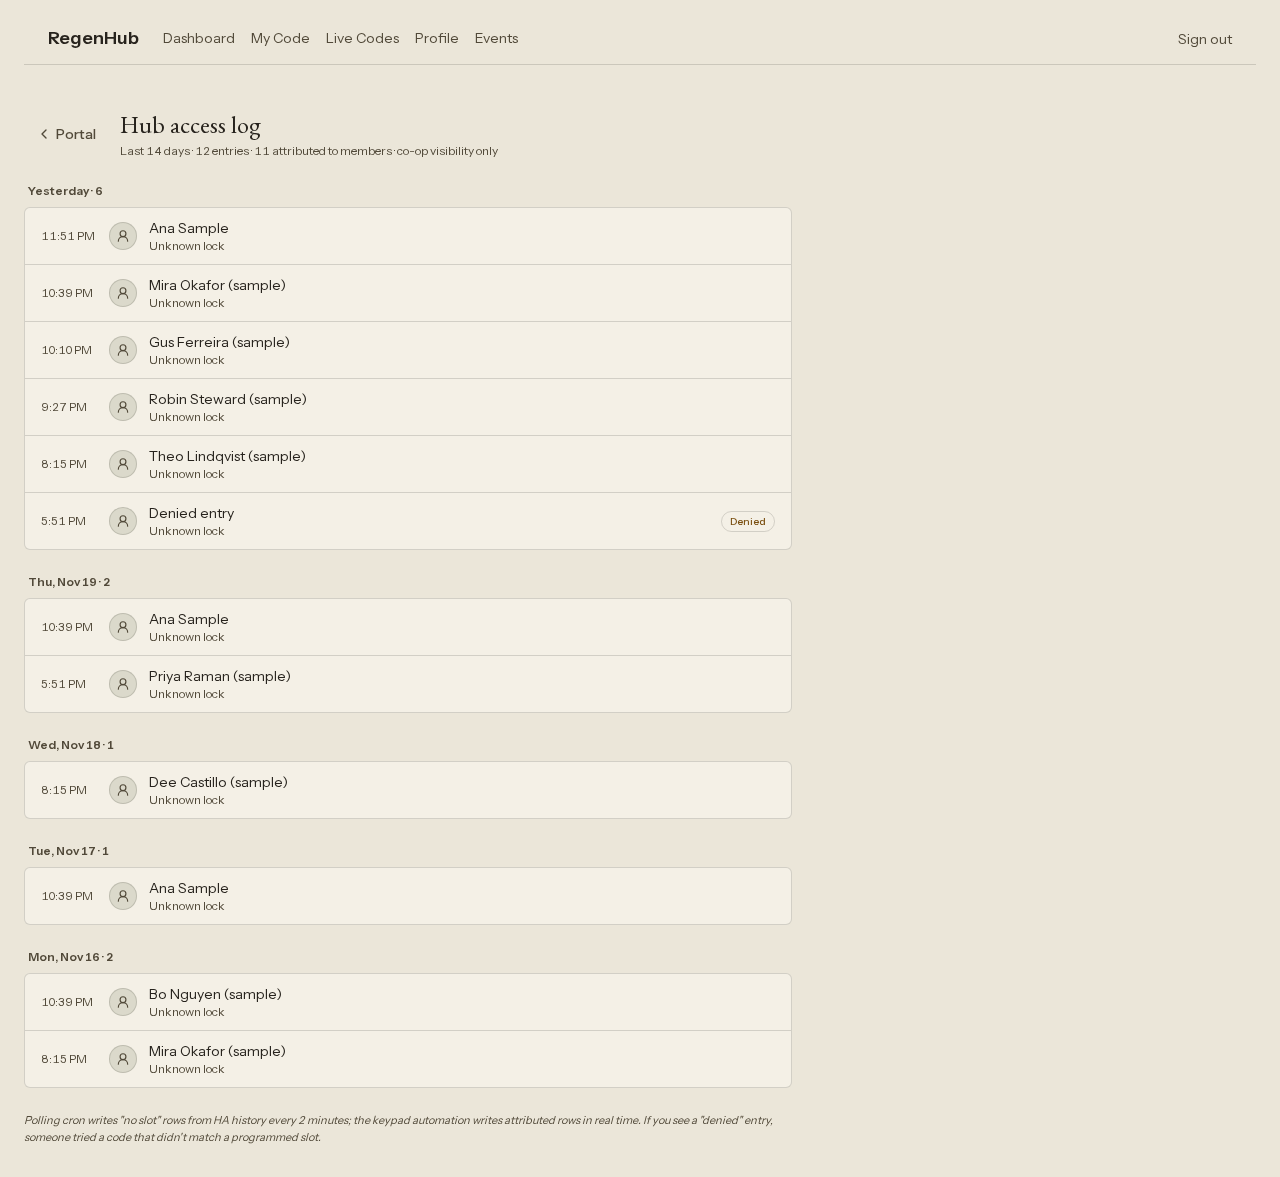 RegenHub Dashboard My Code Live Codes Profile Events Sign out
Portal
Hub access log
Last 14 days · 12 entries · 11 attributed to members · co-op visibility only
Yesterday · 6
11:51 PM
Ana Sample
Unknown lock
10:39 PM
Mira Okafor (sample)
Unknown lock
10:10 PM
Gus Ferreira (sample)
Unknown lock
9:27 PM
Robin Steward (sample)
Unknown lock
8:15 PM
Theo Lindqvist (sample)
Unknown lock
5:51 PM
Denied entry
Unknown lock
Denied
Thu, Nov 19 · 2
10:39 PM
Ana Sample
Unknown lock
5:51 PM
Priya Raman (sample)
Unknown lock
Wed, Nov 18 · 1
8:15 PM
Dee Castillo (sample)
Unknown lock
Tue, Nov 17 · 1
10:39 PM
Ana Sample
Unknown lock
Mon, Nov 16 · 2
10:39 PM
Bo Nguyen (sample)
Unknown lock
8:15 PM
Mira Okafor (sample)
Unknown lock
Polling cron writes "no slot" rows from HA history every 2 minutes; the keypad automation writes attributed rows in real time. If you see a "denied" entry,
someone tried a code that didn't match a programmed slot.